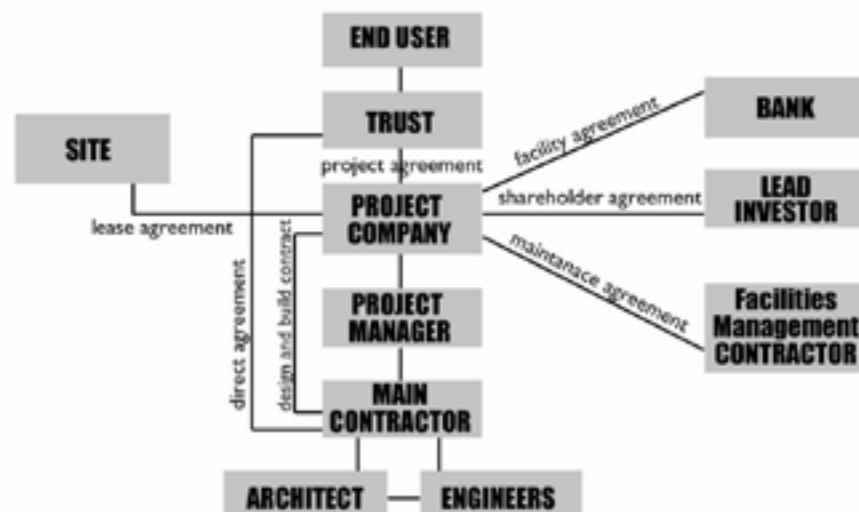 END USER
TRUST
SITE
project agreement
facility agreement
BANK
lease agreement
PROJECT
COMPANY
shareholder agreement
LEAD
INVESTOR
maintanace agreement
Facilities
Management
CONTRACTOR
direct agreement
design and build contract
PROJECT
MANAGER
MAIN
CONTRACTOR
ARCHITECT
ENGINEERS